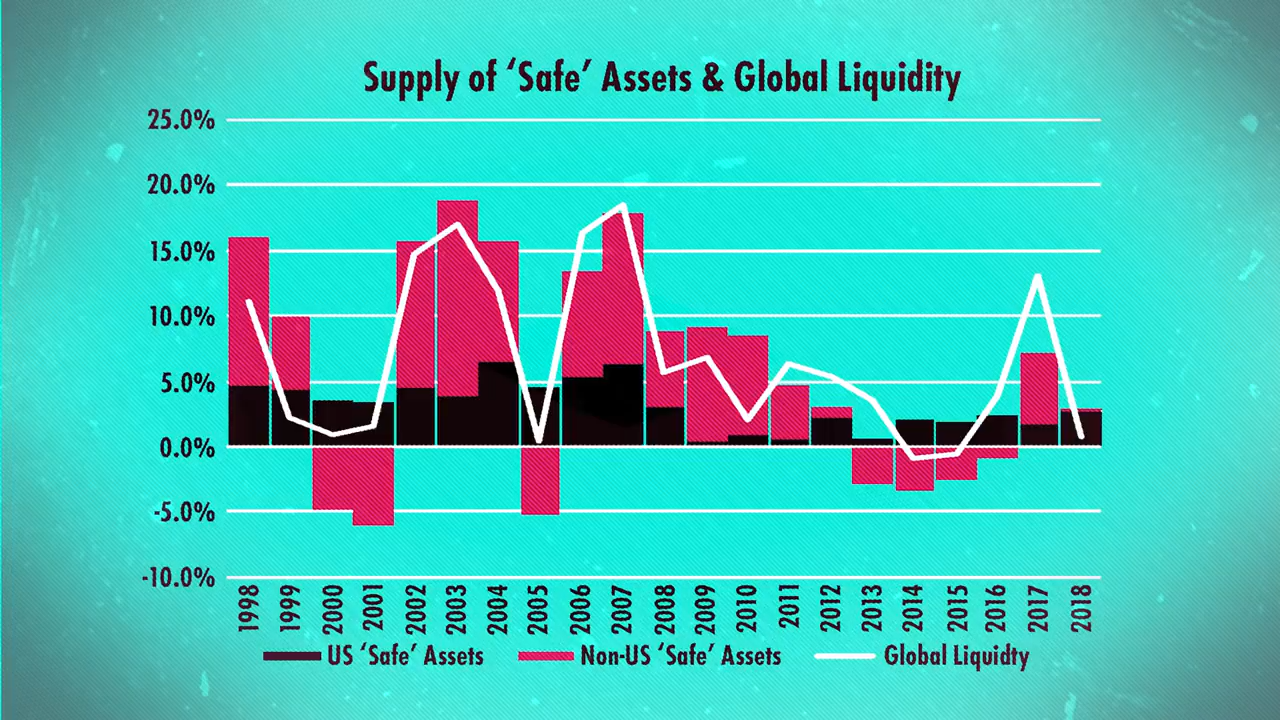 Supply of ‘Safe’ Assets & Global Liquidity
25.0%
20.0%
15.0%
10.0%
5.0%
0.0%
-5.0%
-10.0%
1998 1999 2000 2001 2002 2003 2004 2005 2006 2007 2008 2009 2010 2011 2012 2013 2014 2015 2016 2017 2018
US ‘Safe’ Assets Non-US ‘Safe’ Assets Global Liquidty